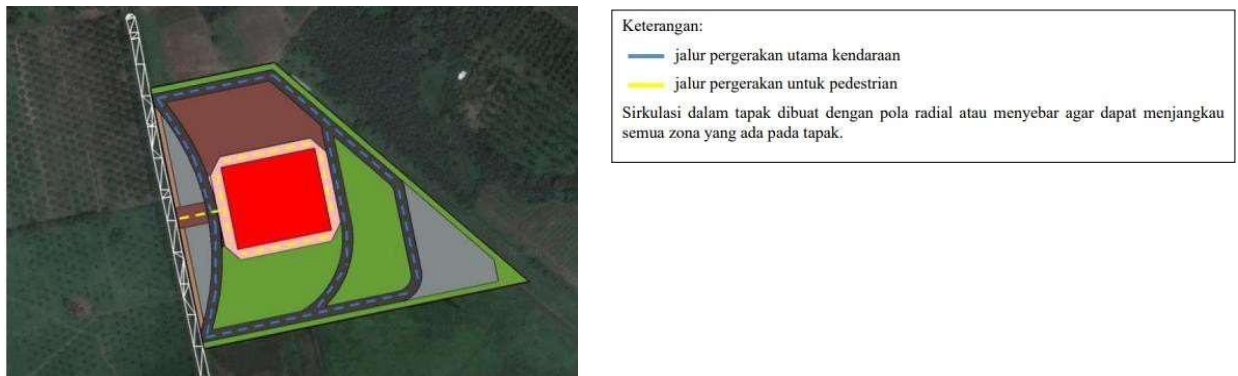 Keterangan:
jalur pergerakan utama kendaraan
jalur pergerakan untuk pedestrian
Sirkulasi dalam tapak dibuat dengan pola radial atau menyebar agar dapat menjangkau
semua zona yang ada pada tapak.